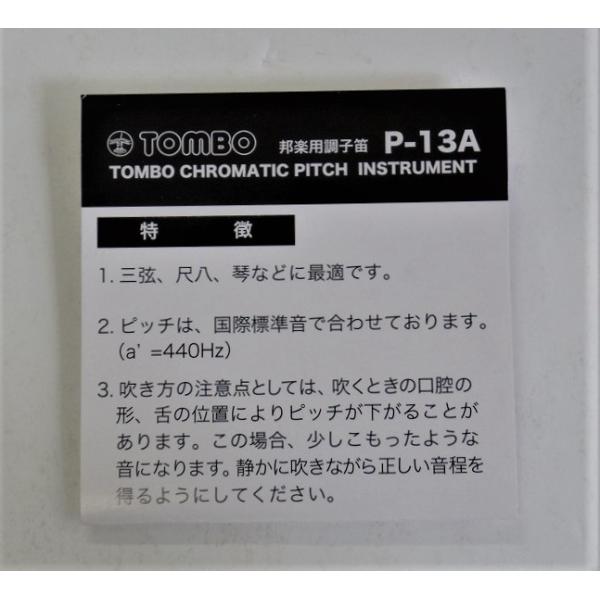 TOMBO 邦楽用調子笛 P-13A
TOMBO CHROMATIC PITCH INSTRUMENT
特 徴
1. 三弦、尺八、琴などに最適です。
2. ピッチは、国際標準音で合わせております。
(a' =440Hz)
3. 吹き方の注意点としては、吹くときの口腔の
形、舌の位置によりピッチが下がることが
あります。この場合、少しこもったような
音になります。静かに吹きながら正しい音程を
得るようにしてください。